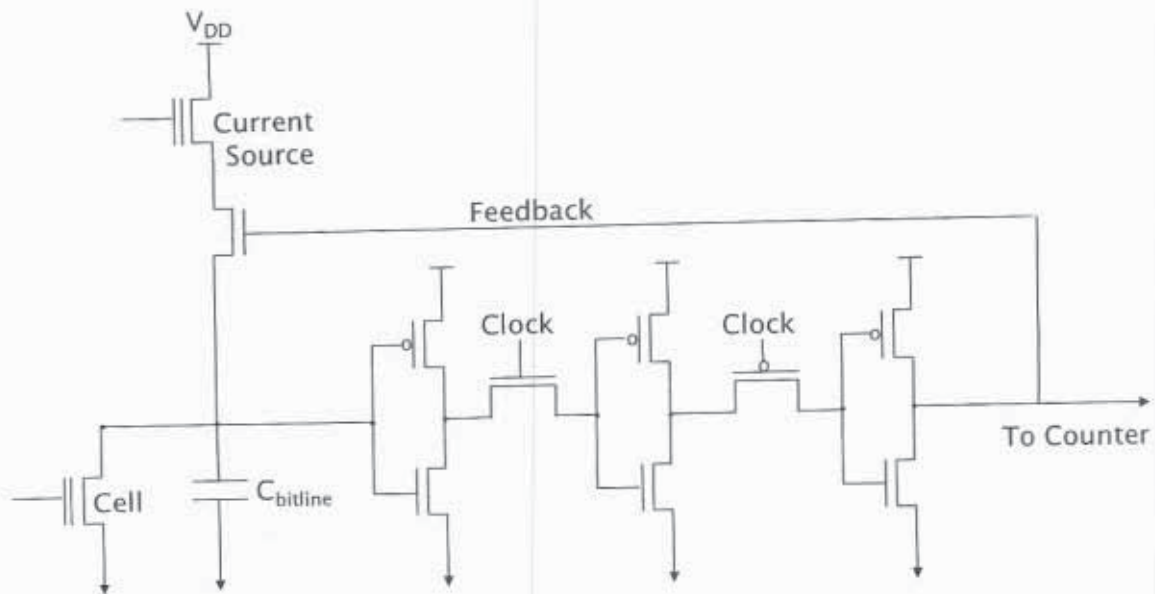 VDD
Current
Source
Feedback
Clock
Clock
To Counter
Cell
Cbitline